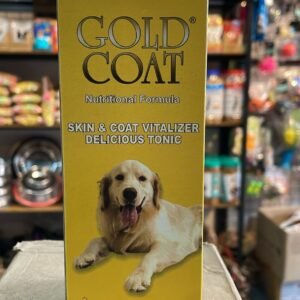 GOLD®
COAT
Nutritional Formula
SKIN & COAT VITALIZER
DELICIOUS TONIC